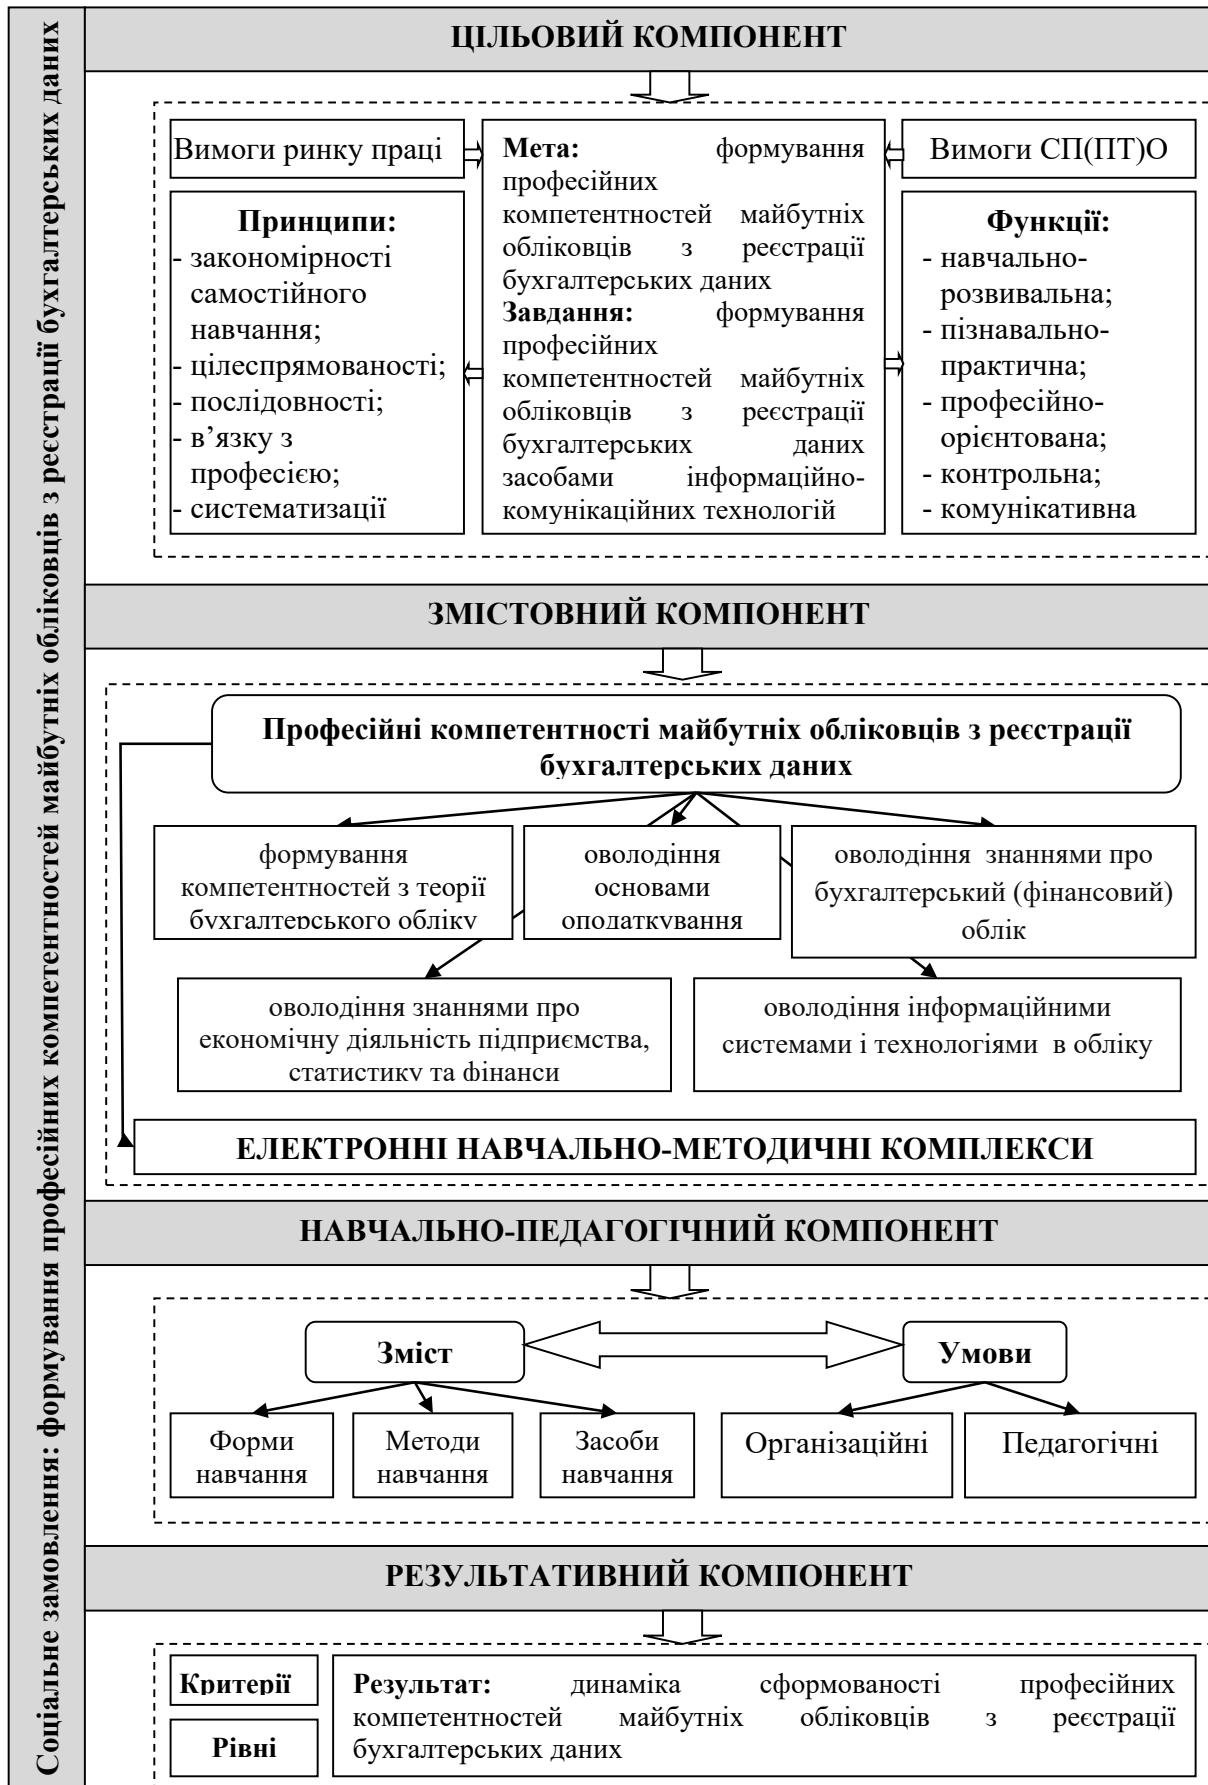 Соціальне замовлення: формування професійних компетентностей майбутніх обліковців з реєстрації бухгалтерських даних
ЦІЛЬОВИЙ КОМПОНЕНТ
Вимоги ринку праці
Принципи:
- закономірності
самостійного
навчання;
- цілеспрямованості;
- послідовності;
- в’язку з
професією;
- систематизації
Мета: формування
професійних
компетентностей майбутніх
обліковців з реєстрації
бухгалтерських даних
Завдання: формування
професійних
компетентностей майбутніх
обліковців з реєстрації
бухгалтерських даних
засобами інформаційно-
комунікаційних технологій
Вимоги СП(ПТ)О
Функції:
- навчально-
розвивальна;
- пізнавально-
практична;
- професійно-
орієнтована;
- контрольна;
- комунікативна
ЗМІСТОВНИЙ КОМПОНЕНТ
Професійні компетентності майбутніх обліковців з реєстрації
бухгалтерських даних
формування
компетентностей з теорії
бухгалтерського обліку
оволодіння
основами
оподаткування
оволодіння знаннями про
бухгалтерський (фінансовий)
облік
оволодіння знаннями про
економічну діяльність підприємства,
статистику та фінанси
оволодіння інформаційними
системами і технологіями в обліку
ЕЛЕКТРОННІ НАВЧАЛЬНО-МЕТОДИЧНІ КОМПЛЕКСИ
НАВЧАЛЬНО-ПЕДАГОГІЧНИЙ КОМПОНЕНТ
Зміст
Умови
Форми
навчання
Методи
навчання
Засоби
навчання
Організаційні
Педагогічні
РЕЗУЛЬТАТИВНИЙ КОМПОНЕНТ
Критерії
Рівні
Результат: динаміка сформованості професійних
компетентностей майбутніх обліковців з реєстрації
бухгалтерських даних